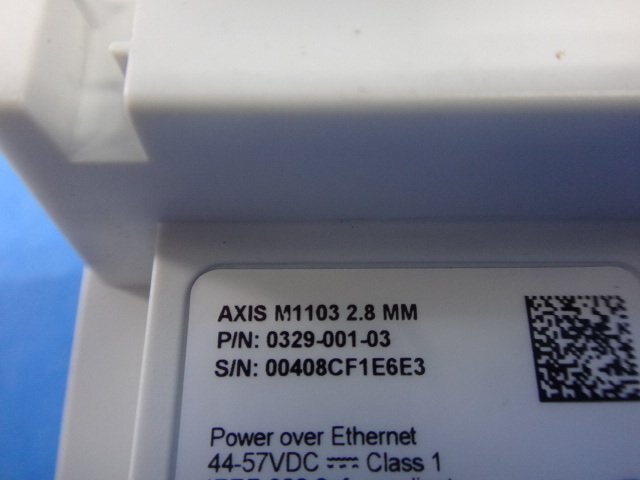 AXIS M1103 2.8 MM
P/N: 0329-001-03
S/N: 00408CF1E6E3
Power over Ethernet
44-57VDC ⎓ Class 1